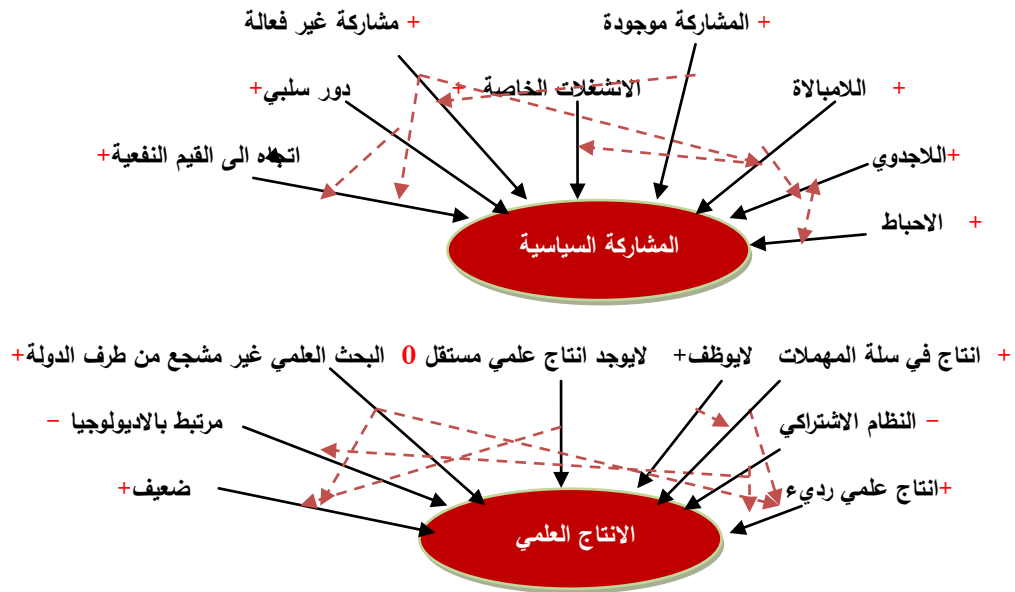 + المشاركة موجودة
+ مشاركة غير فعالة
+ اللامبالاة
الانشغلات الخاصة +
دور سلبي+
+اللاجدوي
اتجاه الى القيم النفعية+
+ الاحباط
المشاركة السياسية
+ انتاج في سلة المهملات
لايوظف+
لايوجد انتاج علمي مستقل 0
البحث العلمي غير مشجع من طرف الدولة+
− النظام الاشتراكي
مرتبط بالاديولوجيا −
+انتاج علمي رديء
ضعيف+
الانتاج العلمي